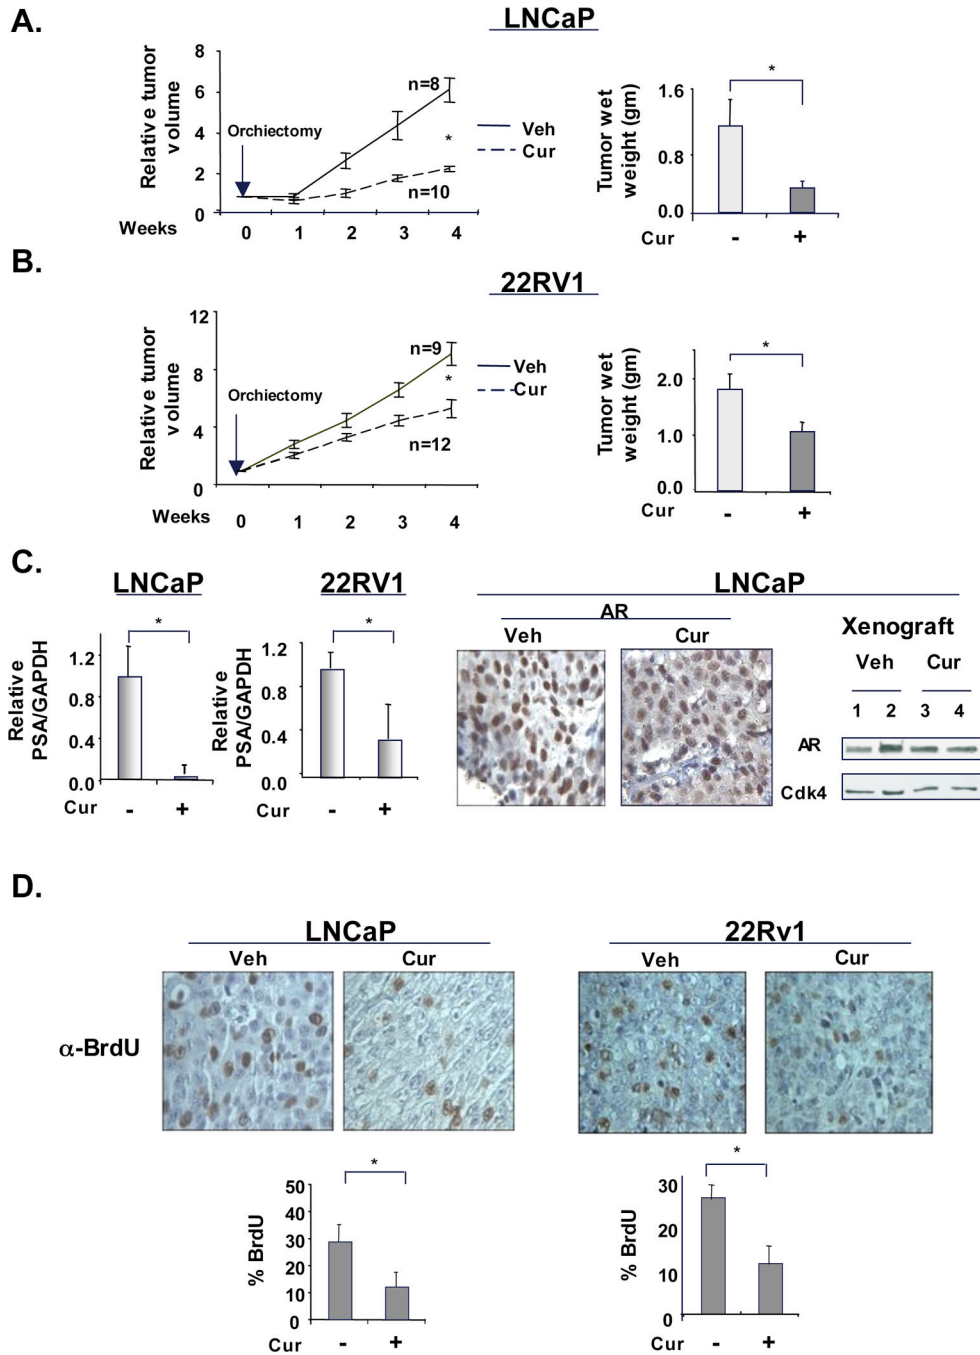 A.
LNCaP
Relative tumor
volume
8
6
4
2
0
Orchiectomy
n=8
*
n=10
Veh
Cur
Weeks
0 1 2 3 4
Tumor wet
weight (gm)
1.6
0.8
0.0
*
Cur - +
B.
22RV1
Relative tumor
volume
12
8
4
0
Orchiectomy
n=9
*
n=12
Veh
Cur
Weeks
0 1 2 3 4
Tumor wet
weight (gm)
2.0
1.0
0.0
*
Cur - +
C.
LNCaP
Relative
PSA/GAPDH
1.2
0.8
0.4
0.0
*
Cur - +
22RV1
Relative
PSA/GAPDH
1.2
0.8
0.4
0.0
*
Cur - +
LNCaP
AR
Veh Cur
Xenograft
Veh Cur
1 2 3 4
AR
Cdk4
D.
LNCaP
Veh Cur
22Rv1
Veh Cur
α-BrdU
% BrdU
50
40
30
20
10
0
*
Cur - +
% BrdU
30
20
10
0
*
Cur - +